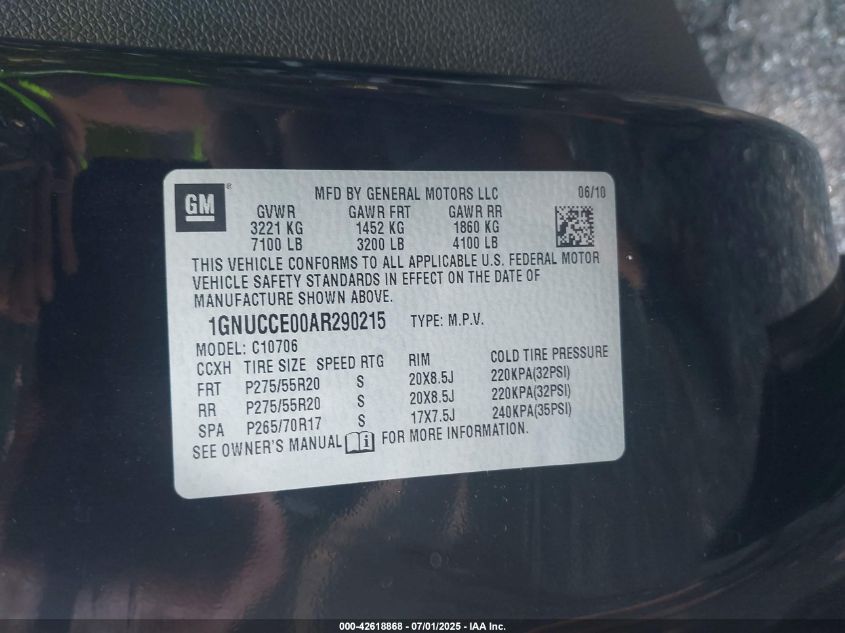 GM ®
MFD BY GENERAL MOTORS LLC 06/10
GVWR GAWR FRT GAWR RR
3221 KG 1452 KG 1860 KG
7100 LB 3200 LB 4100 LB
THIS VEHICLE CONFORMS TO ALL APPLICABLE U.S. FEDERAL MOTOR
VEHICLE SAFETY STANDARDS IN EFFECT ON THE DATE OF
MANUFACTURE SHOWN ABOVE.
1GNUCCE00AR290215 TYPE: M.P.V.
MODEL: C10706
CCXH TIRE SIZE SPEED RTG RIM COLD TIRE PRESSURE
FRT P275/55R20 S 20X8.5J 220KPA(32PSI)
RR P275/55R20 S 20X8.5J 220KPA(32PSI)
SPA P265/70R17 S 17X7.5J 240KPA(35PSI)
SEE OWNER'S MANUAL i FOR MORE INFORMATION.
000-42618868 - 07/01/2025 - IAA Inc.